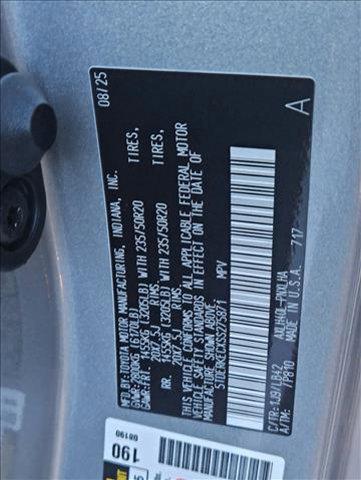 MFD.BY:TOYOTA MOTOR MANUFACTURING, INDIANA, INC. 08/25
GVWR:2800KG (6170LB)
GAWR:FRT. 1455KG (3205LB) WITH 235/50R20 TIRES,
20X7.5J RIMS,
RR. 1455KG (3205LB) WITH 235/50R20 TIRES,
20X7.5J RIMS.
THIS VEHICLE CONFORMS TO ALL APPLICABLE FEDERAL MOTOR
VEHICLE SAFETY STANDARDS IN EFFECT ON THE DATE OF
MANUFACTURE SHOWN ABOVE.
MPV
C/TR:1J9/LB42
A/TM: /P810
U.S.A. 717
A
190
08190